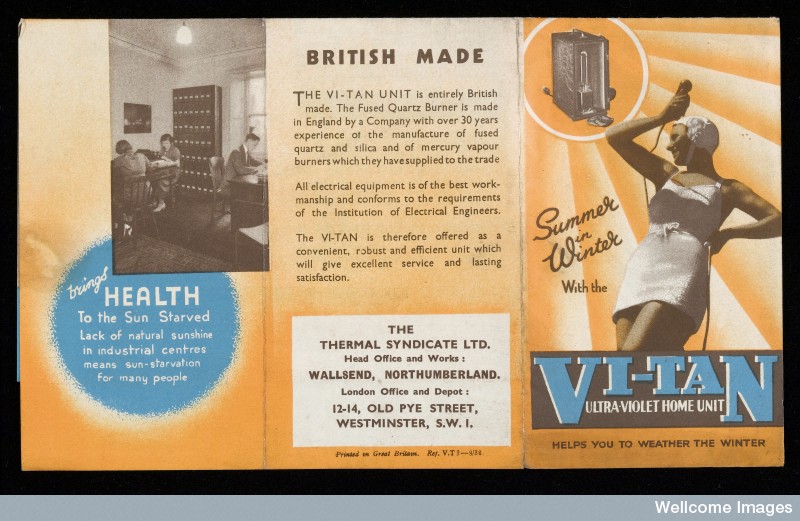 brings
HEALTH
To the Sun Starved
Lack of natural sunshine
in industrial centres
means sun-starvation
for many people
BRITISH MADE
THE VI-TAN UNIT is entirely British
made. The Fused Quartz Burner is made
in England by a Company with over 30 years
experience of the manufacture of fused
quartz and silica and of mercury vapour
burners which they have supplied to the trade
All electrical equipment is of the best work-
manship and conforms to the requirements
of the Institution of Electrical Engineers.
The VI-TAN is therefore offered as a
convenient, robust and efficient unit which
will give excellent service and lasting
satisfaction.
THE
THERMAL SYNDICATE LTD.
Head Office and Works :
WALLSEND, NORTHUMBERLAND.
London Office and Depot :
12-14, OLD PYE STREET,
WESTMINSTER, S.W. 1.
Printed in Great Britain. Ref. V.T 3—9/38.
Summer
in
Winter
With the
VI-TAN
ULTRA-VIOLET HOME UNIT
HELPS YOU TO WEATHER THE WINTER
Wellcome Images